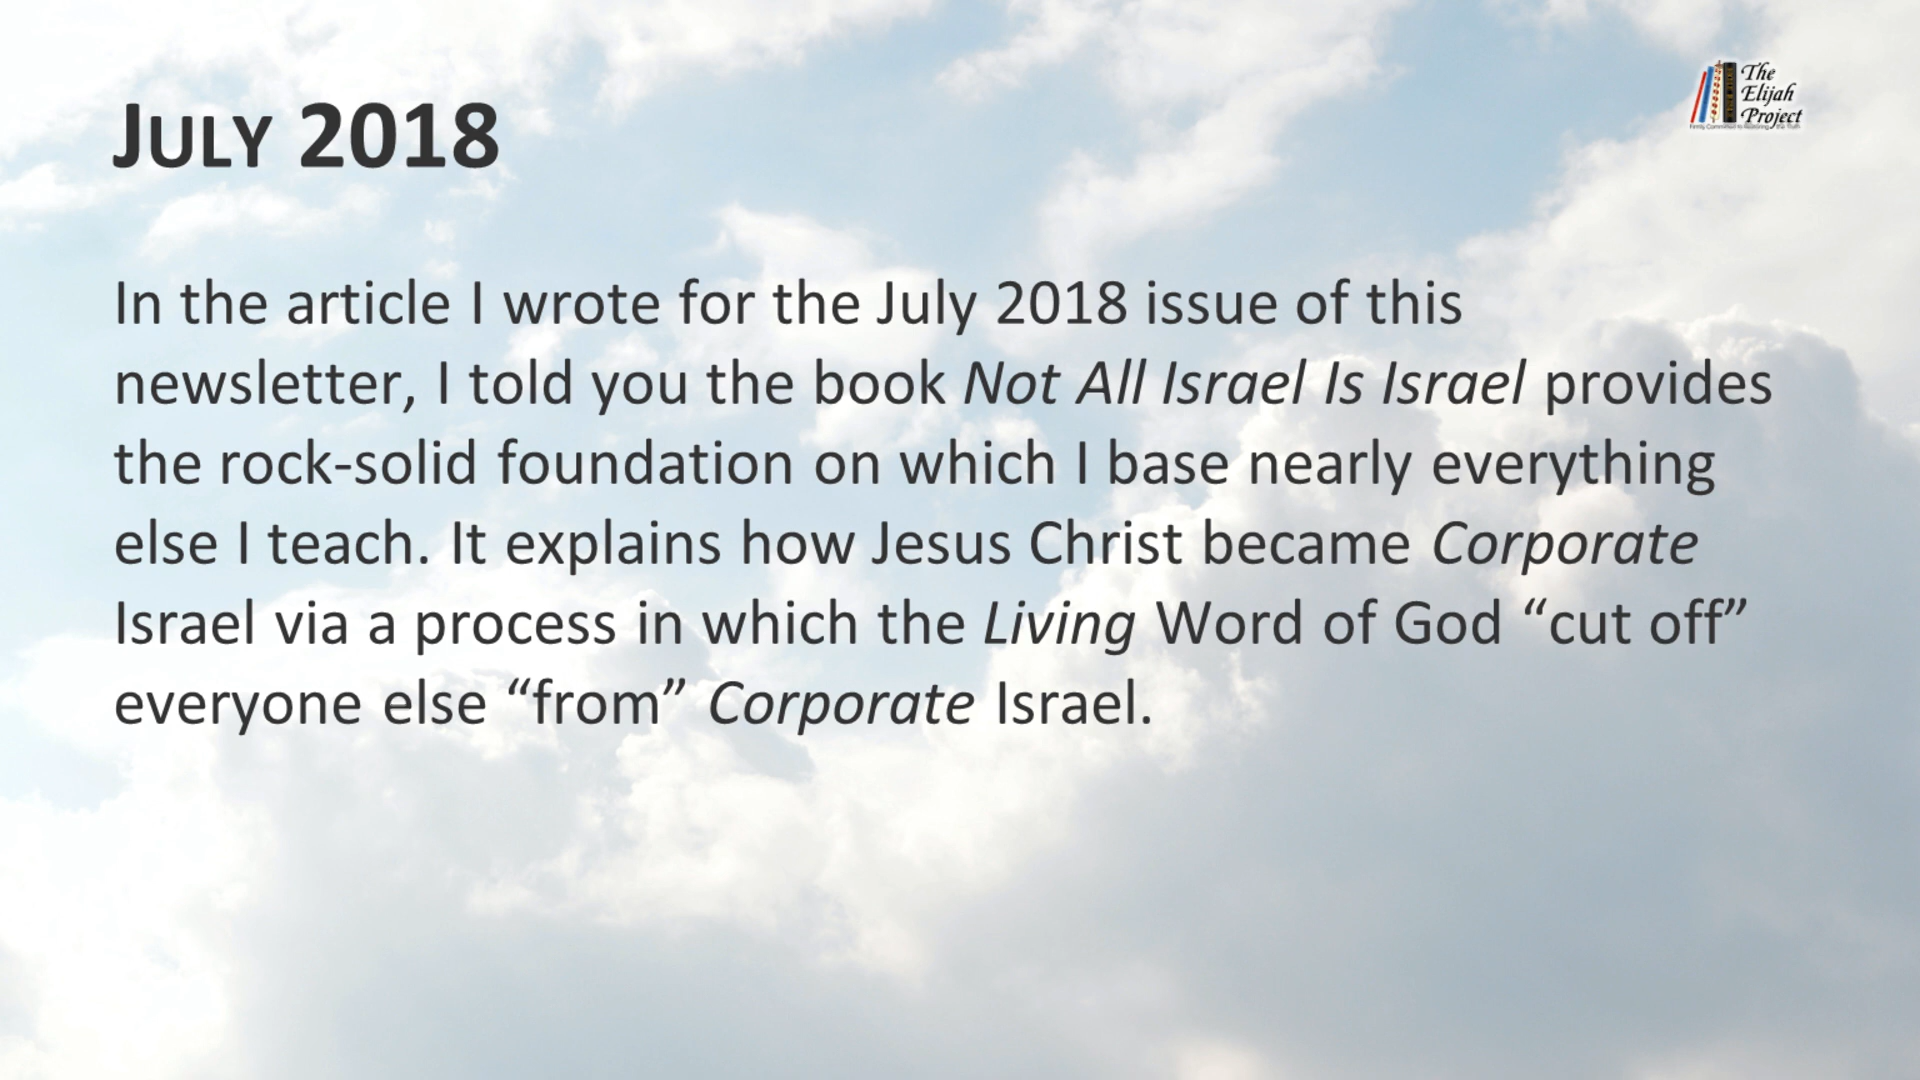 JULY 2018
The
Elijah
Project
In the article I wrote for the July 2018 issue of this
newsletter, I told you the book Not All Israel Is Israel provides
the rock-solid foundation on which I base nearly everything
else I teach. It explains how Jesus Christ became Corporate
Israel via a process in which the Living Word of God “cut off”
everyone else “from” Corporate Israel.